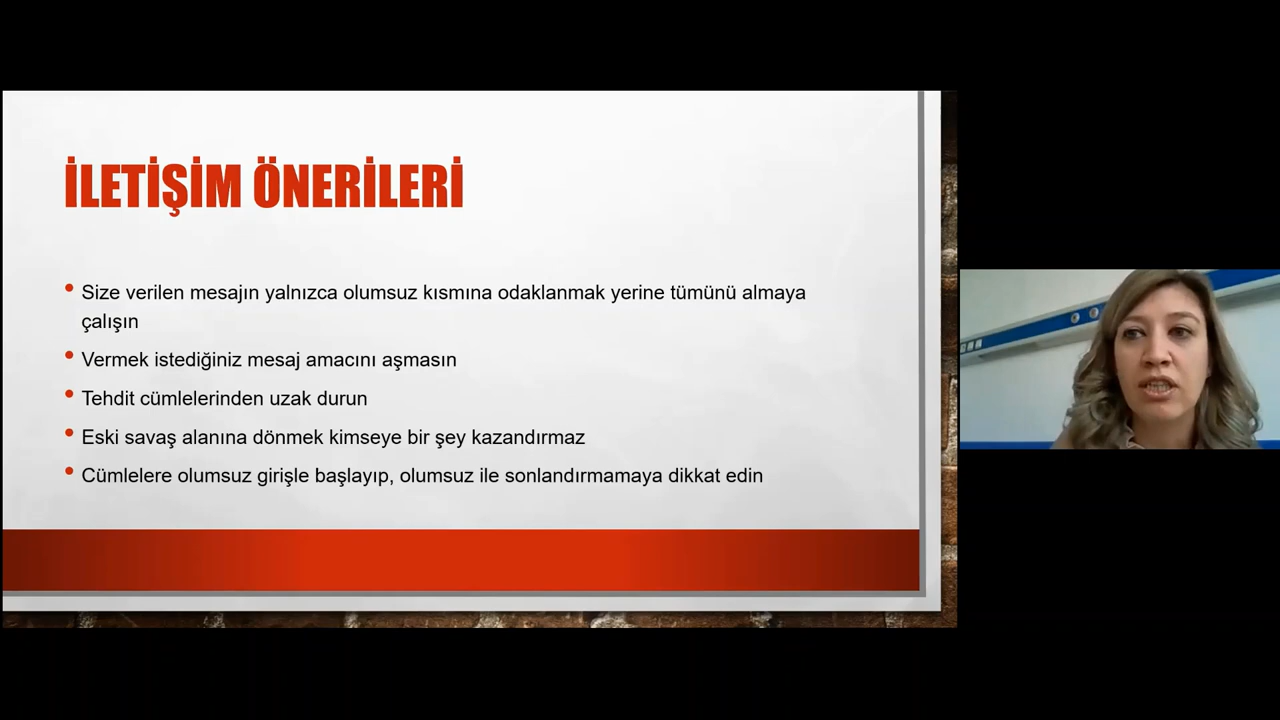 İLETİŞİM ÖNERİLERİ
• Size verilen mesajın yalnızca olumsuz kısmına odaklanmak yerine tümünü almaya
çalışın
• Vermek istediğiniz mesaj amacını aşmasın
• Tehdit cümlelerinden uzak durun
• Eski savaş alanına dönmek kimseye bir şey kazandırmaz
• Cümlelere olumsuz girişle başlayıp, olumsuz ile sonlandırmamaya dikkat edin